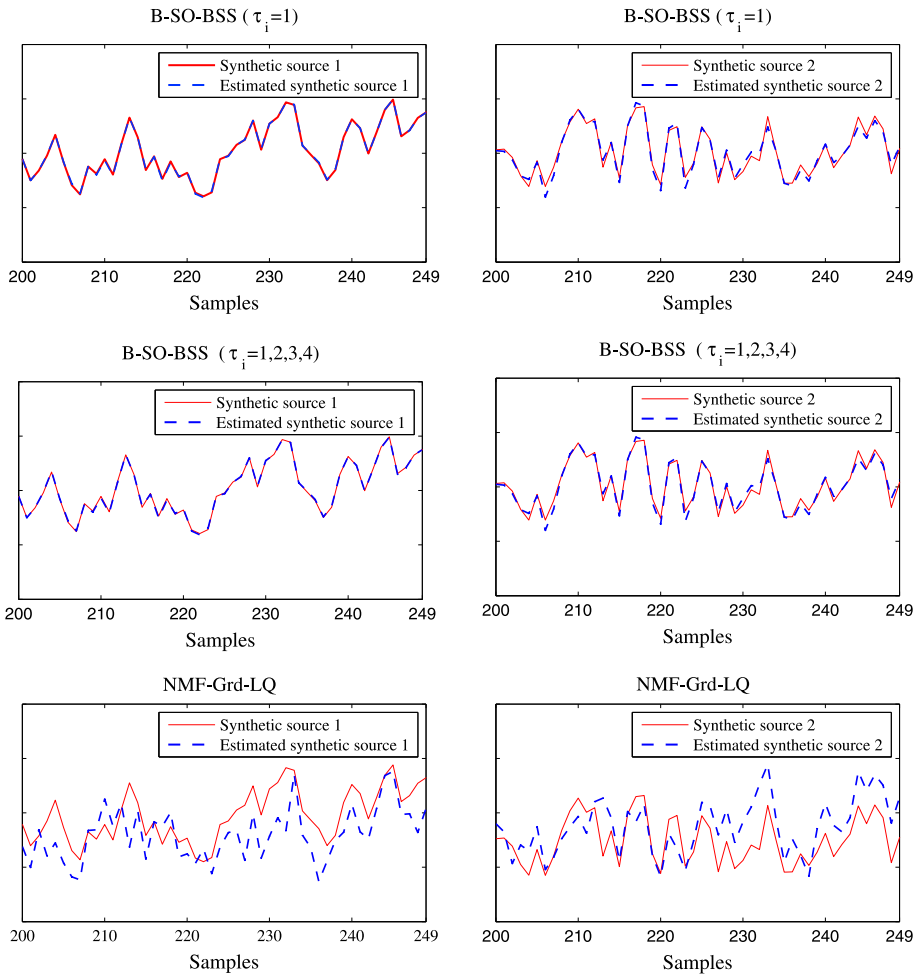 B-SO-BSS ( τi=1)
Synthetic source 1
Estimated synthetic source 1
200 210 220 230 240 249
Samples
B-SO-BSS ( τi=1)
Synthetic source 2
Estimated synthetic source 2
200 210 220 230 240 249
Samples
B-SO-BSS ( τi=1,2,3,4)
Synthetic source 1
Estimated synthetic source 1
200 210 220 230 240 249
Samples
B-SO-BSS ( τi=1,2,3,4)
Synthetic source 2
Estimated synthetic source 2
200 210 220 230 240 249
Samples
NMF-Grd-LQ
Synthetic source 1
Estimated synthetic source 1
200 210 220 230 240 249
Samples
NMF-Grd-LQ
Synthetic source 2
Estimated synthetic source 2
200 210 220 230 240 249
Samples